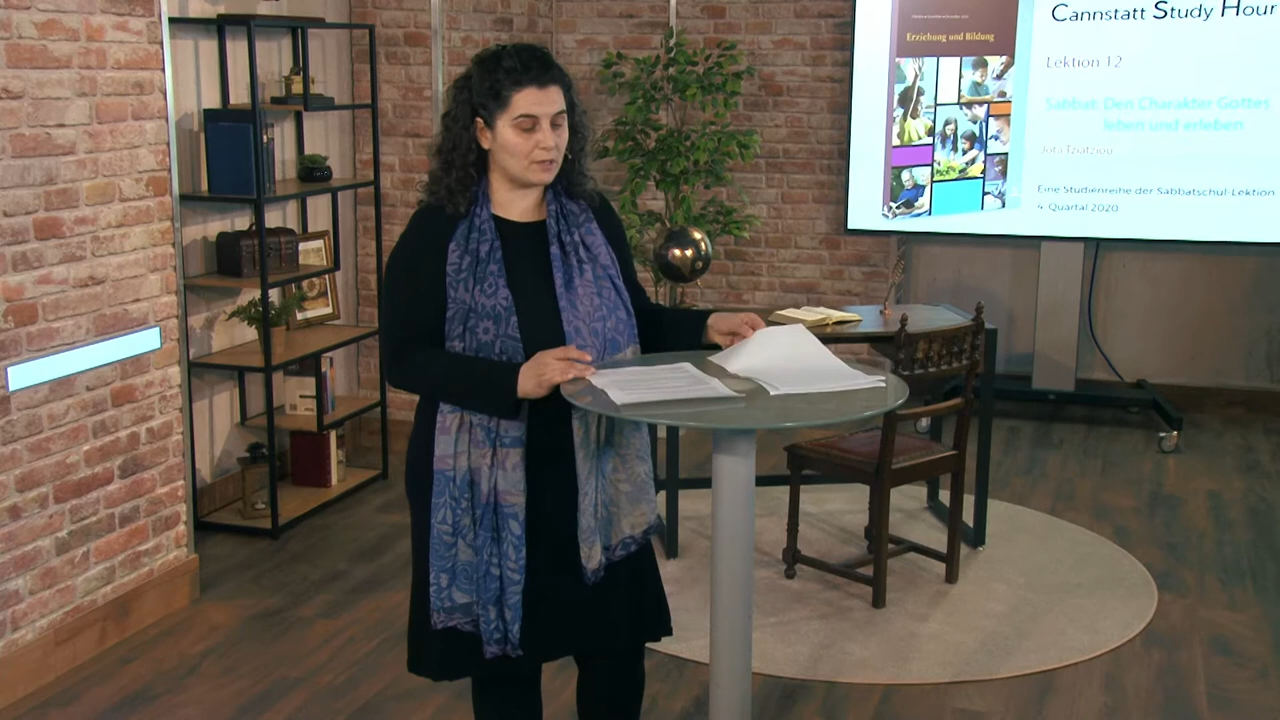 Cannstatt Study Hour
Erziehung und Bildung
Lektion 12
Sabbat: Den Charakter Gottes
leben und erleben
Jota Tziatziou
Eine Studienreihe der Sabbatschul-Lektion
4. Quartal 2020